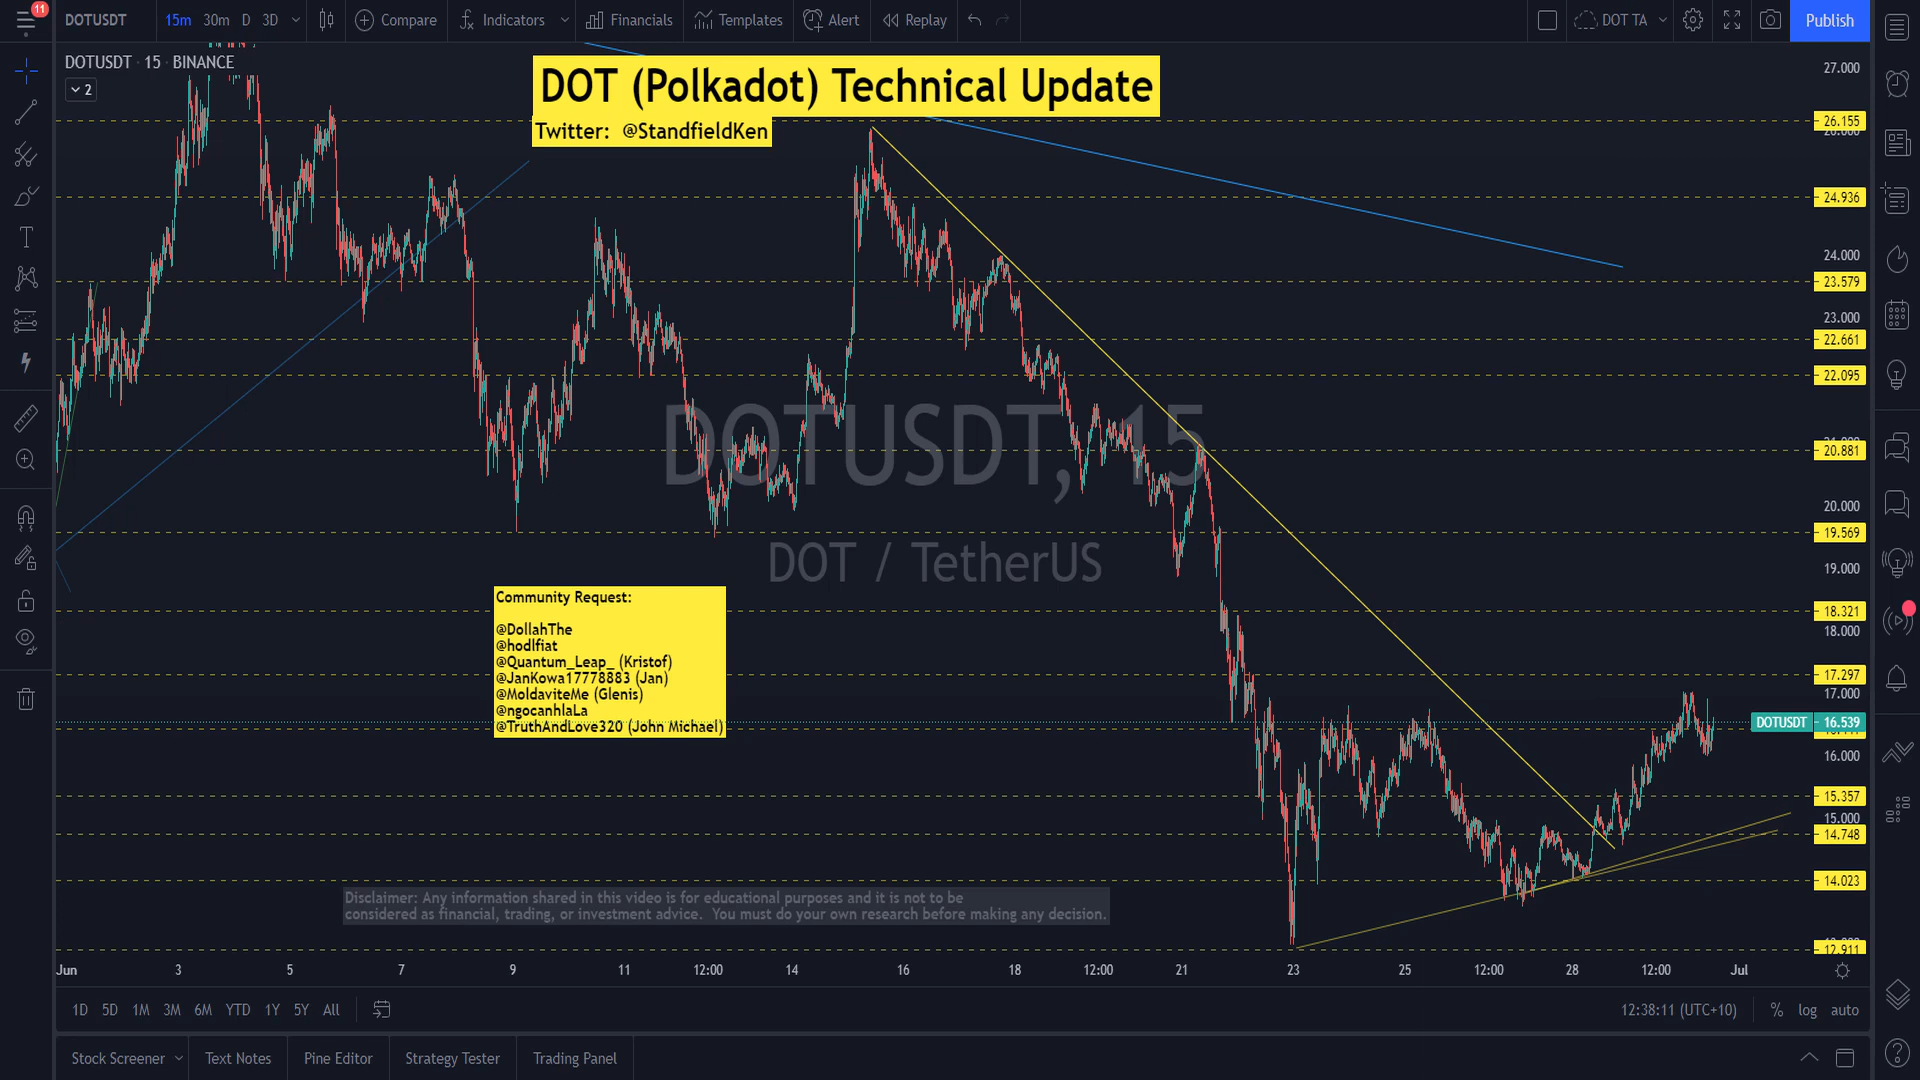 11
DOTUSDT
15m
30m
D
3D
Compare
Indicators
Financials
Templates
Alert
Replay
DOT TA
Publish
DOTUSDT · 15 · BINANCE
2
DOT (Polkadot) Technical Update
Twitter: @StandfieldKen
DOTUSDT, 15
DOT / TetherUS
Community Request:
@DollahThe
@hodlfiat
@Quantum_Leap_ (Kristof)
@JanKowa17778883 (Jan)
@MoldaviteMe (Glenis)
@ngocanhlaLa
@TruthAndLove320 (John Michael)
Disclaimer: Any information shared in this video is for educational purposes and it is not to be
considered as financial, trading, or investment advice. You must do your own research before making any decision.
27.000
26.155
26.000
24.936
24.000
23.579
23.000
22.661
22.095
20.881
20.000
19.569
19.000
18.321
18.000
17.297
17.000
DOTUSDT
16.539
16.000
15.357
15.000
14.748
14.023
12.911
Jun
3
5
7
9
11
12:00
14
16
18
12:00
21
23
25
12:00
28
12:00
Jul
1D
5D
1M
3M
6M
YTD
1Y
5Y
All
12:38:11 (UTC+10)
%
log
auto
Stock Screener
Text Notes
Pine Editor
Strategy Tester
Trading Panel